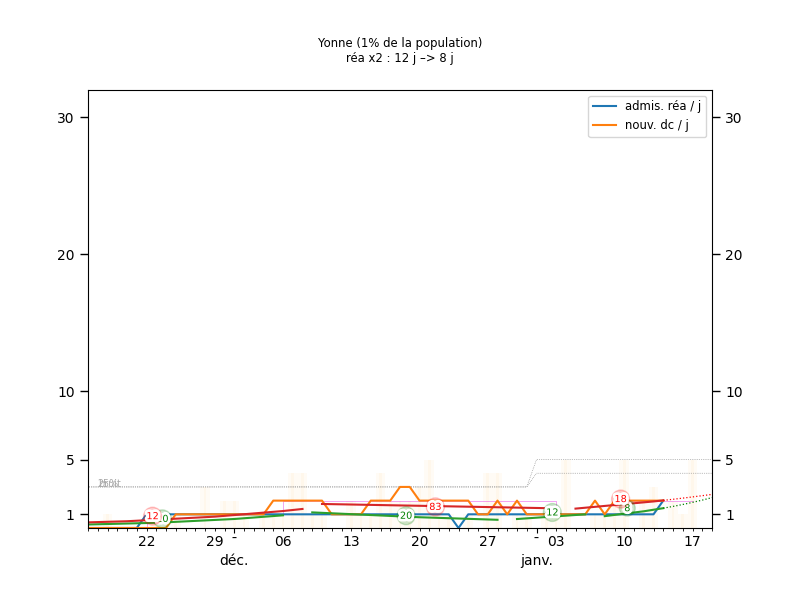 Yonne (1% de la population)
réa x2 : 12 j –> 8 j
admis. réa / j
nouv. dc / j
30 30
20 20
10 10
5 5
1 1
12 20 83 12 18 8
22 29 - 06 13 20 27 - 03 10 17
déc. janv.